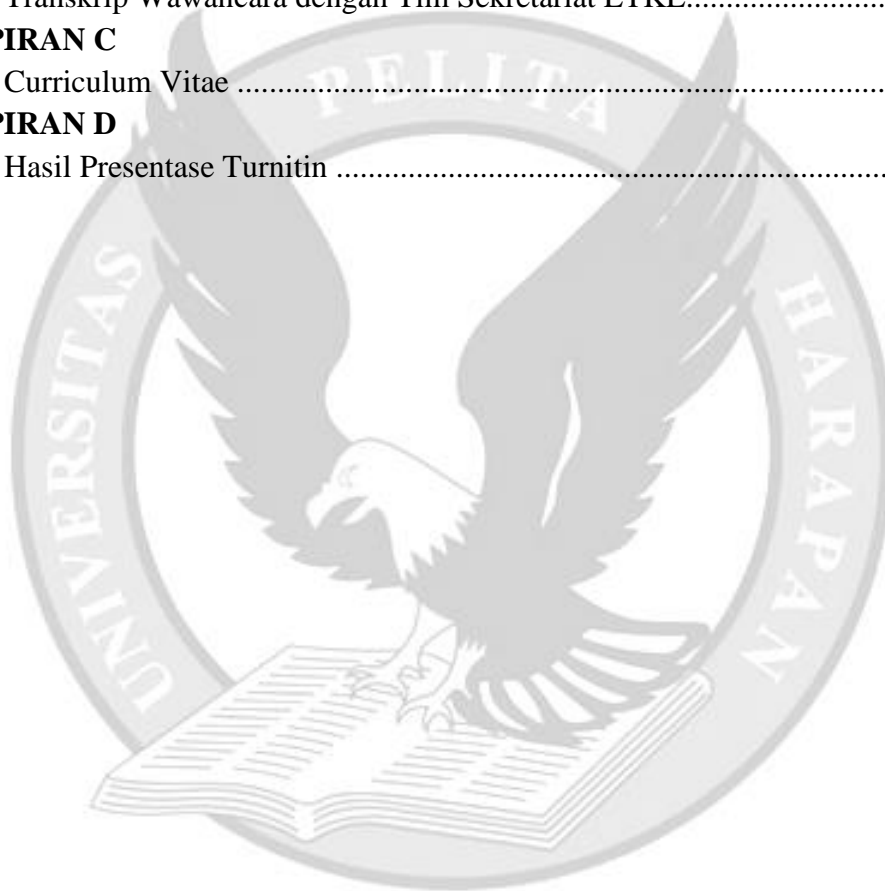 Transkrip Wawancara dengan Tim Sekretariat
PIRAN C
Curriculum Vitae ................................................................................
PIRAN D
Hasil Presentase Turnitin ....................................................................
UNIVERSITAS PELITA HARAPAN